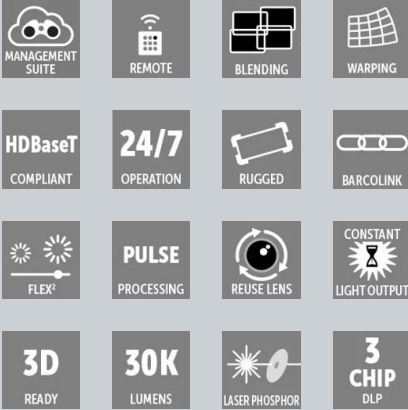 MANAGEMENT
SUITE
REMOTE
BLENDING
WARPING
HDBaseT
COMPLIANT
24/7
OPERATION
RUGGED
BARCOLINK
FLEX²
PULSE
PROCESSING
REUSE LENS
CONSTANT
LIGHT OUTPUT
3D
READY
30K
LUMENS
LASER PHOSPHOR
3
CHIP
DLP